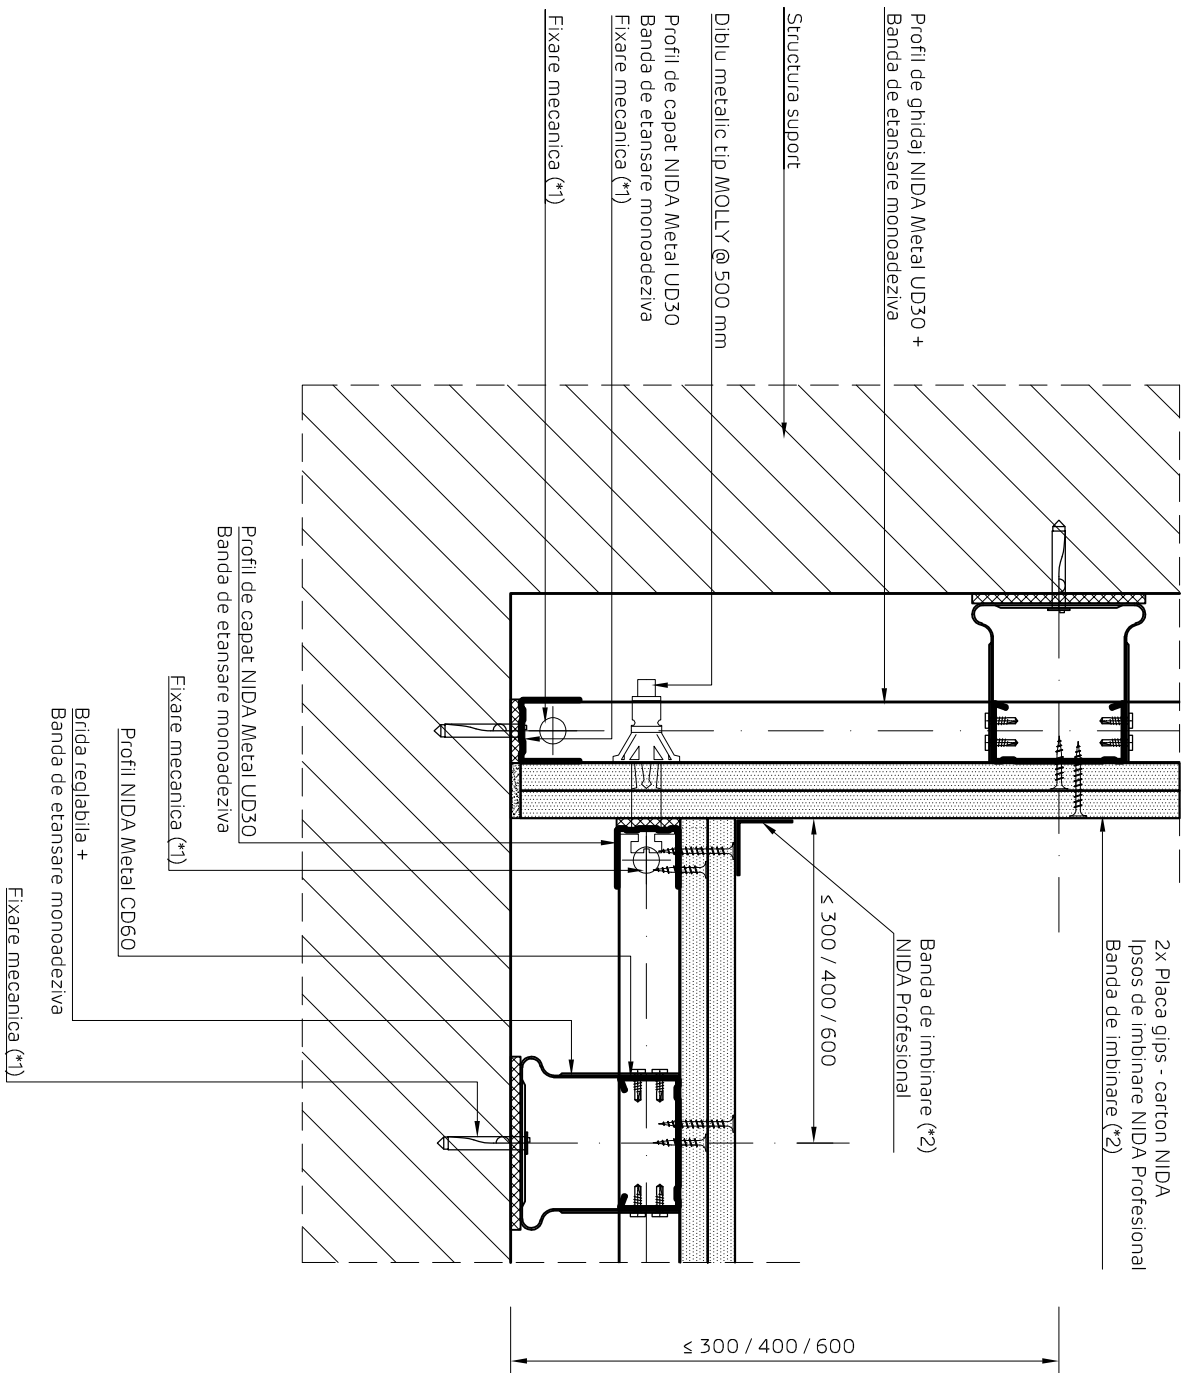 Profil de ghidaj NIDA Metal UD30 +
Banda de etansare monoadeziva
Structura suport
Diblu metalic tip MOLLY @ 500 mm
Profil de capat NIDA Metal UD30
Banda de etansare monoadeziva
Fixare mecanica (*1)
Fixare mecanica (*1)
2x Placa gips - carton NIDA
Ipsos de imbinare NIDA Profesional
Banda de imbinare (*2)
Banda de imbinare (*2)
NIDA Profesional
≤ 300 / 400 / 600
Profil de capat NIDA Metal UD30
Banda de etansare monoadeziva
Fixare mecanica (*1)
Profil NIDA Metal CD60
Brida reglabila +
Banda de etansare monoadeziva
Fixare mecanica (*1)
≤ 300 / 400 / 600